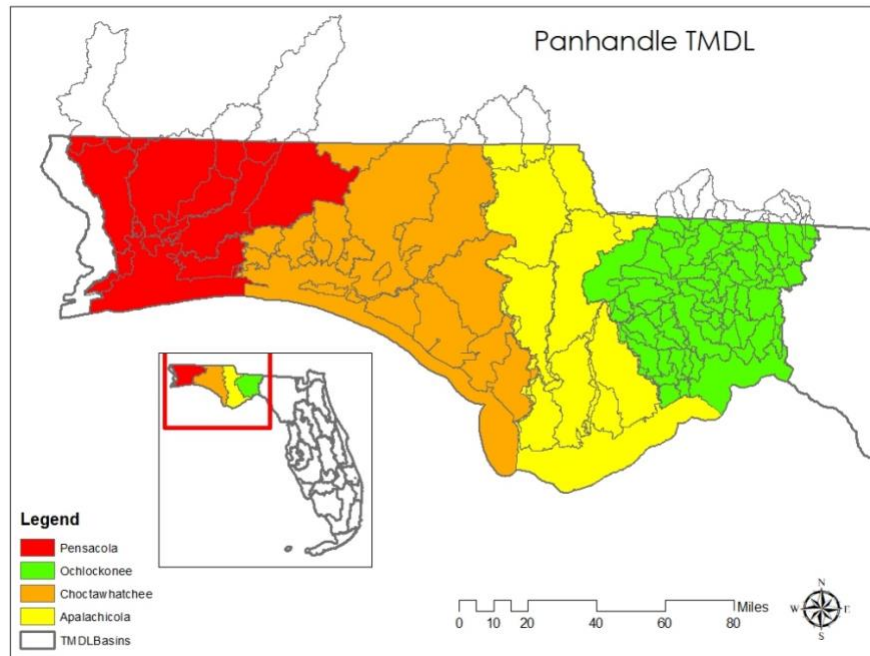 Panhandle TMDL
Legend
Pensacola
Ochlockonee
Choctawhatchee
Apalachicola
TMDLBasins
Miles
0 10 20 40 60 80
N
W E
S